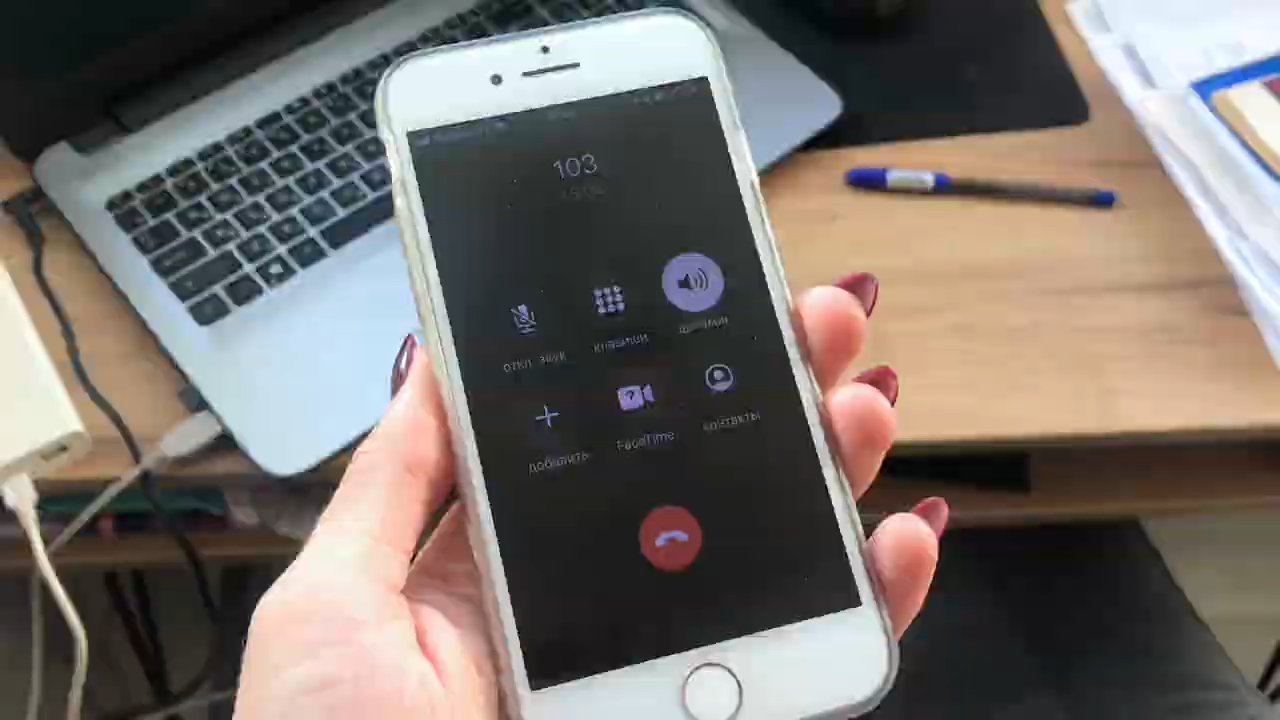 103
откл. звук
клавиши
динамик
добавить
FaceTime
контакты